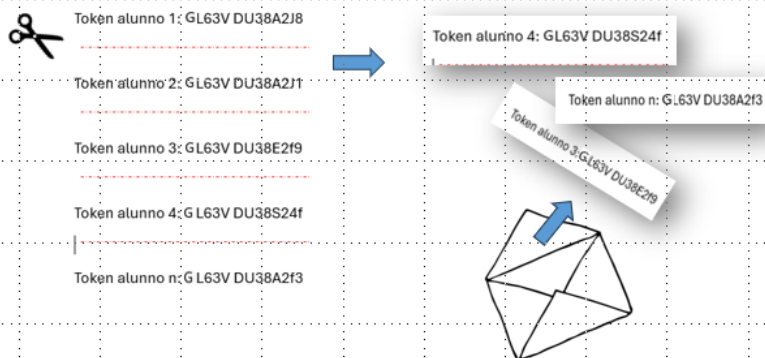 Token alunno 1: GL63V DU38A2J8
Token alunno 2: GL63V DU38A2J1
Token alunno 3: GL63V DU38E2f9
Token alunno 4: GL63V DU38S24f
Token alunno n: GL63V DU38A2f3
Token alunno 4: GL63V DU38S24f
Token alunno n: GL63V DU38A2f3
Token alunno 3:GL63V DU38E2f9